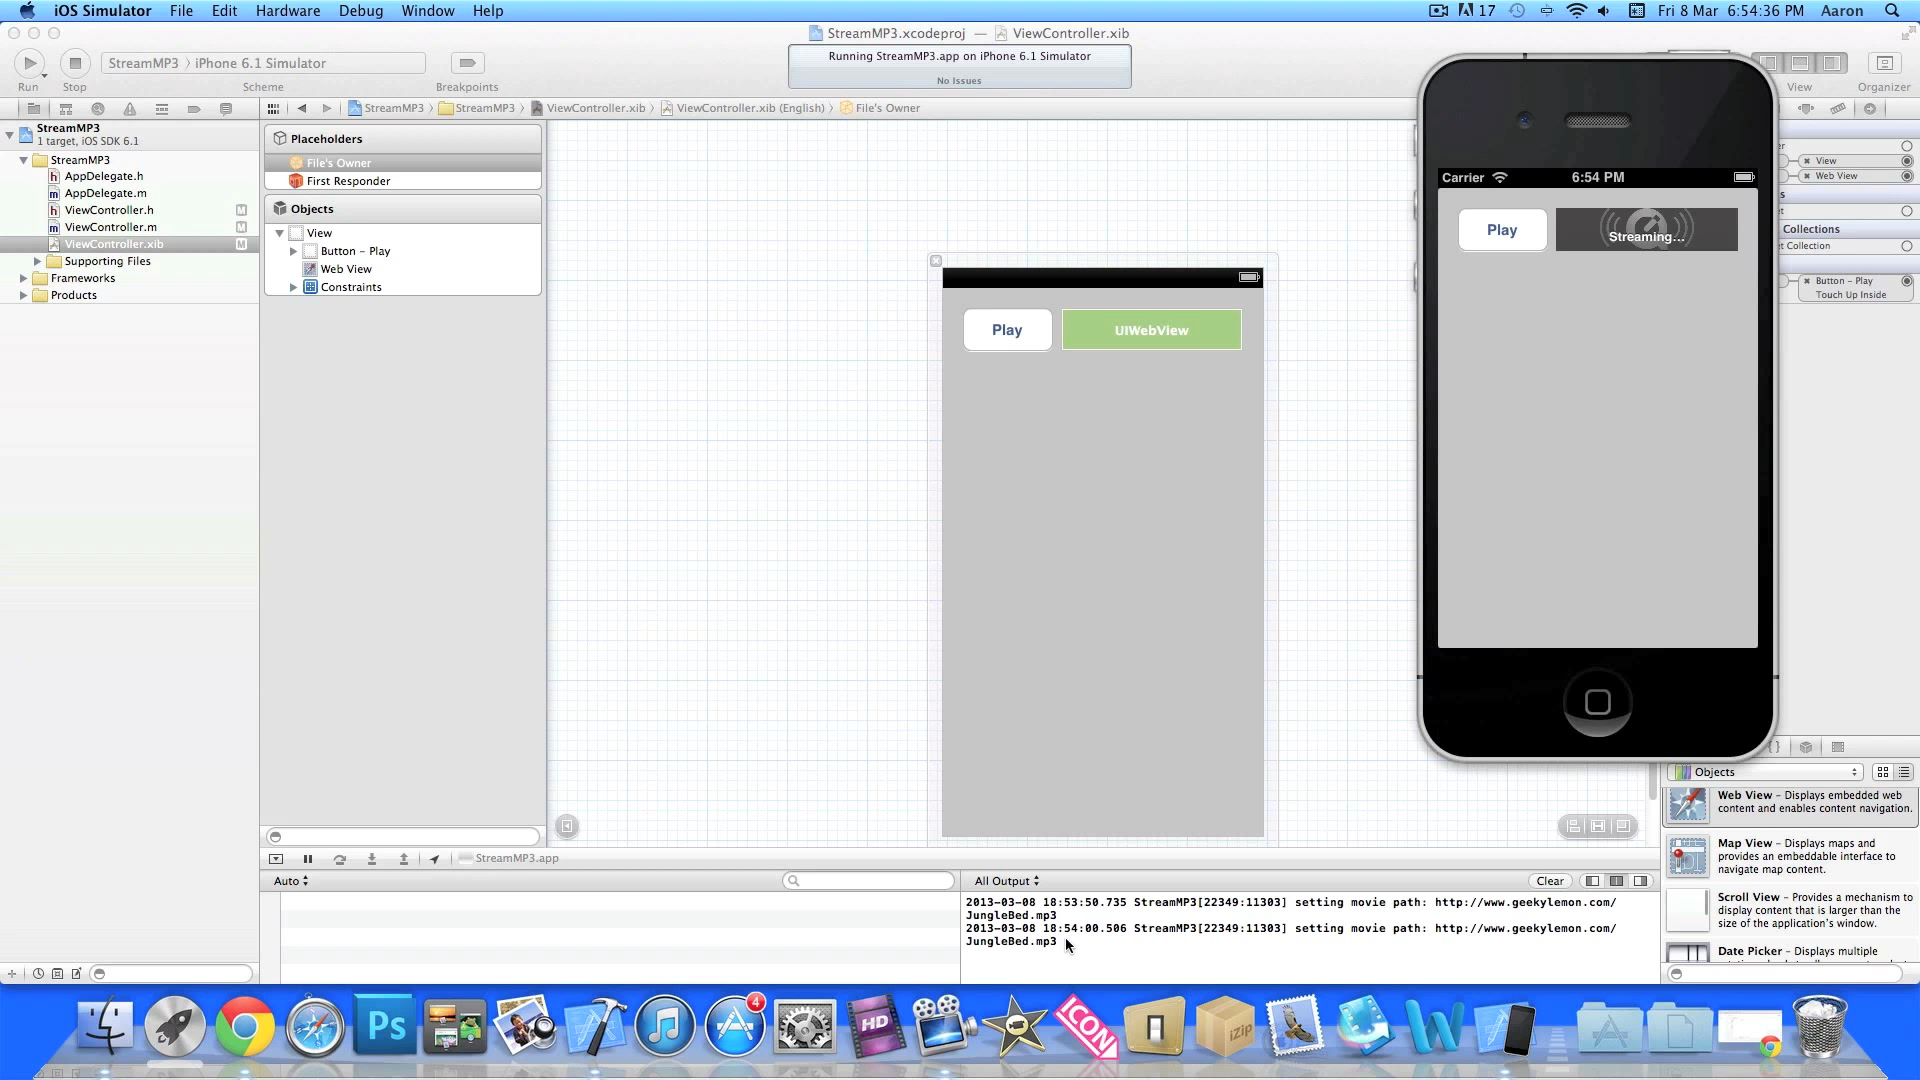 iOS Simulator File Edit Hardware Debug Window Help
17 Fri 8 Mar 6:54:36 PM Aaron
StreamMP3.xcodeproj — ViewController.xib
StreamMP3 〉 iPhone 6.1 Simulator
Running StreamMP3.app on iPhone 6.1 Simulator
No Issues
Run Stop Scheme Breakpoints View Organizer
StreamMP3 〉 StreamMP3 〉 ViewController.xib 〉 ViewController.xib (English) 〉 File's Owner
StreamMP3
1 target, iOS SDK 6.1
StreamMP3
AppDelegate.h
AppDelegate.m
ViewController.h M
ViewController.m M
ViewController.xib M
Supporting Files
Frameworks
Products
Placeholders
File's Owner
First Responder
Objects
View
Button – Play
Web View
Constraints
Play UIWebView
Carrier 6:54 PM
Play Streaming...
View
Web View
Collections
Button – Play
Touch Up Inside
StreamMP3.app
Auto
All Output Clear
2013-03-08 18:53:50.735 StreamMP3[22349:11303] setting movie path: http://www.geekylemon.com/
JungleBed.mp3
2013-03-08 18:54:00.506 StreamMP3[22349:11303] setting movie path: http://www.geekylemon.com/
JungleBed.mp3
Objects
Web View – Displays embedded web
content and enables content navigation.
Map View – Displays maps and
provides an embeddable interface to
navigate map content.
Scroll View – Provides a mechanism to
display content that is larger than the
size of the application's window.
Date Picker – Displays multiple
Ps
4
HD
ICON
iZip
W